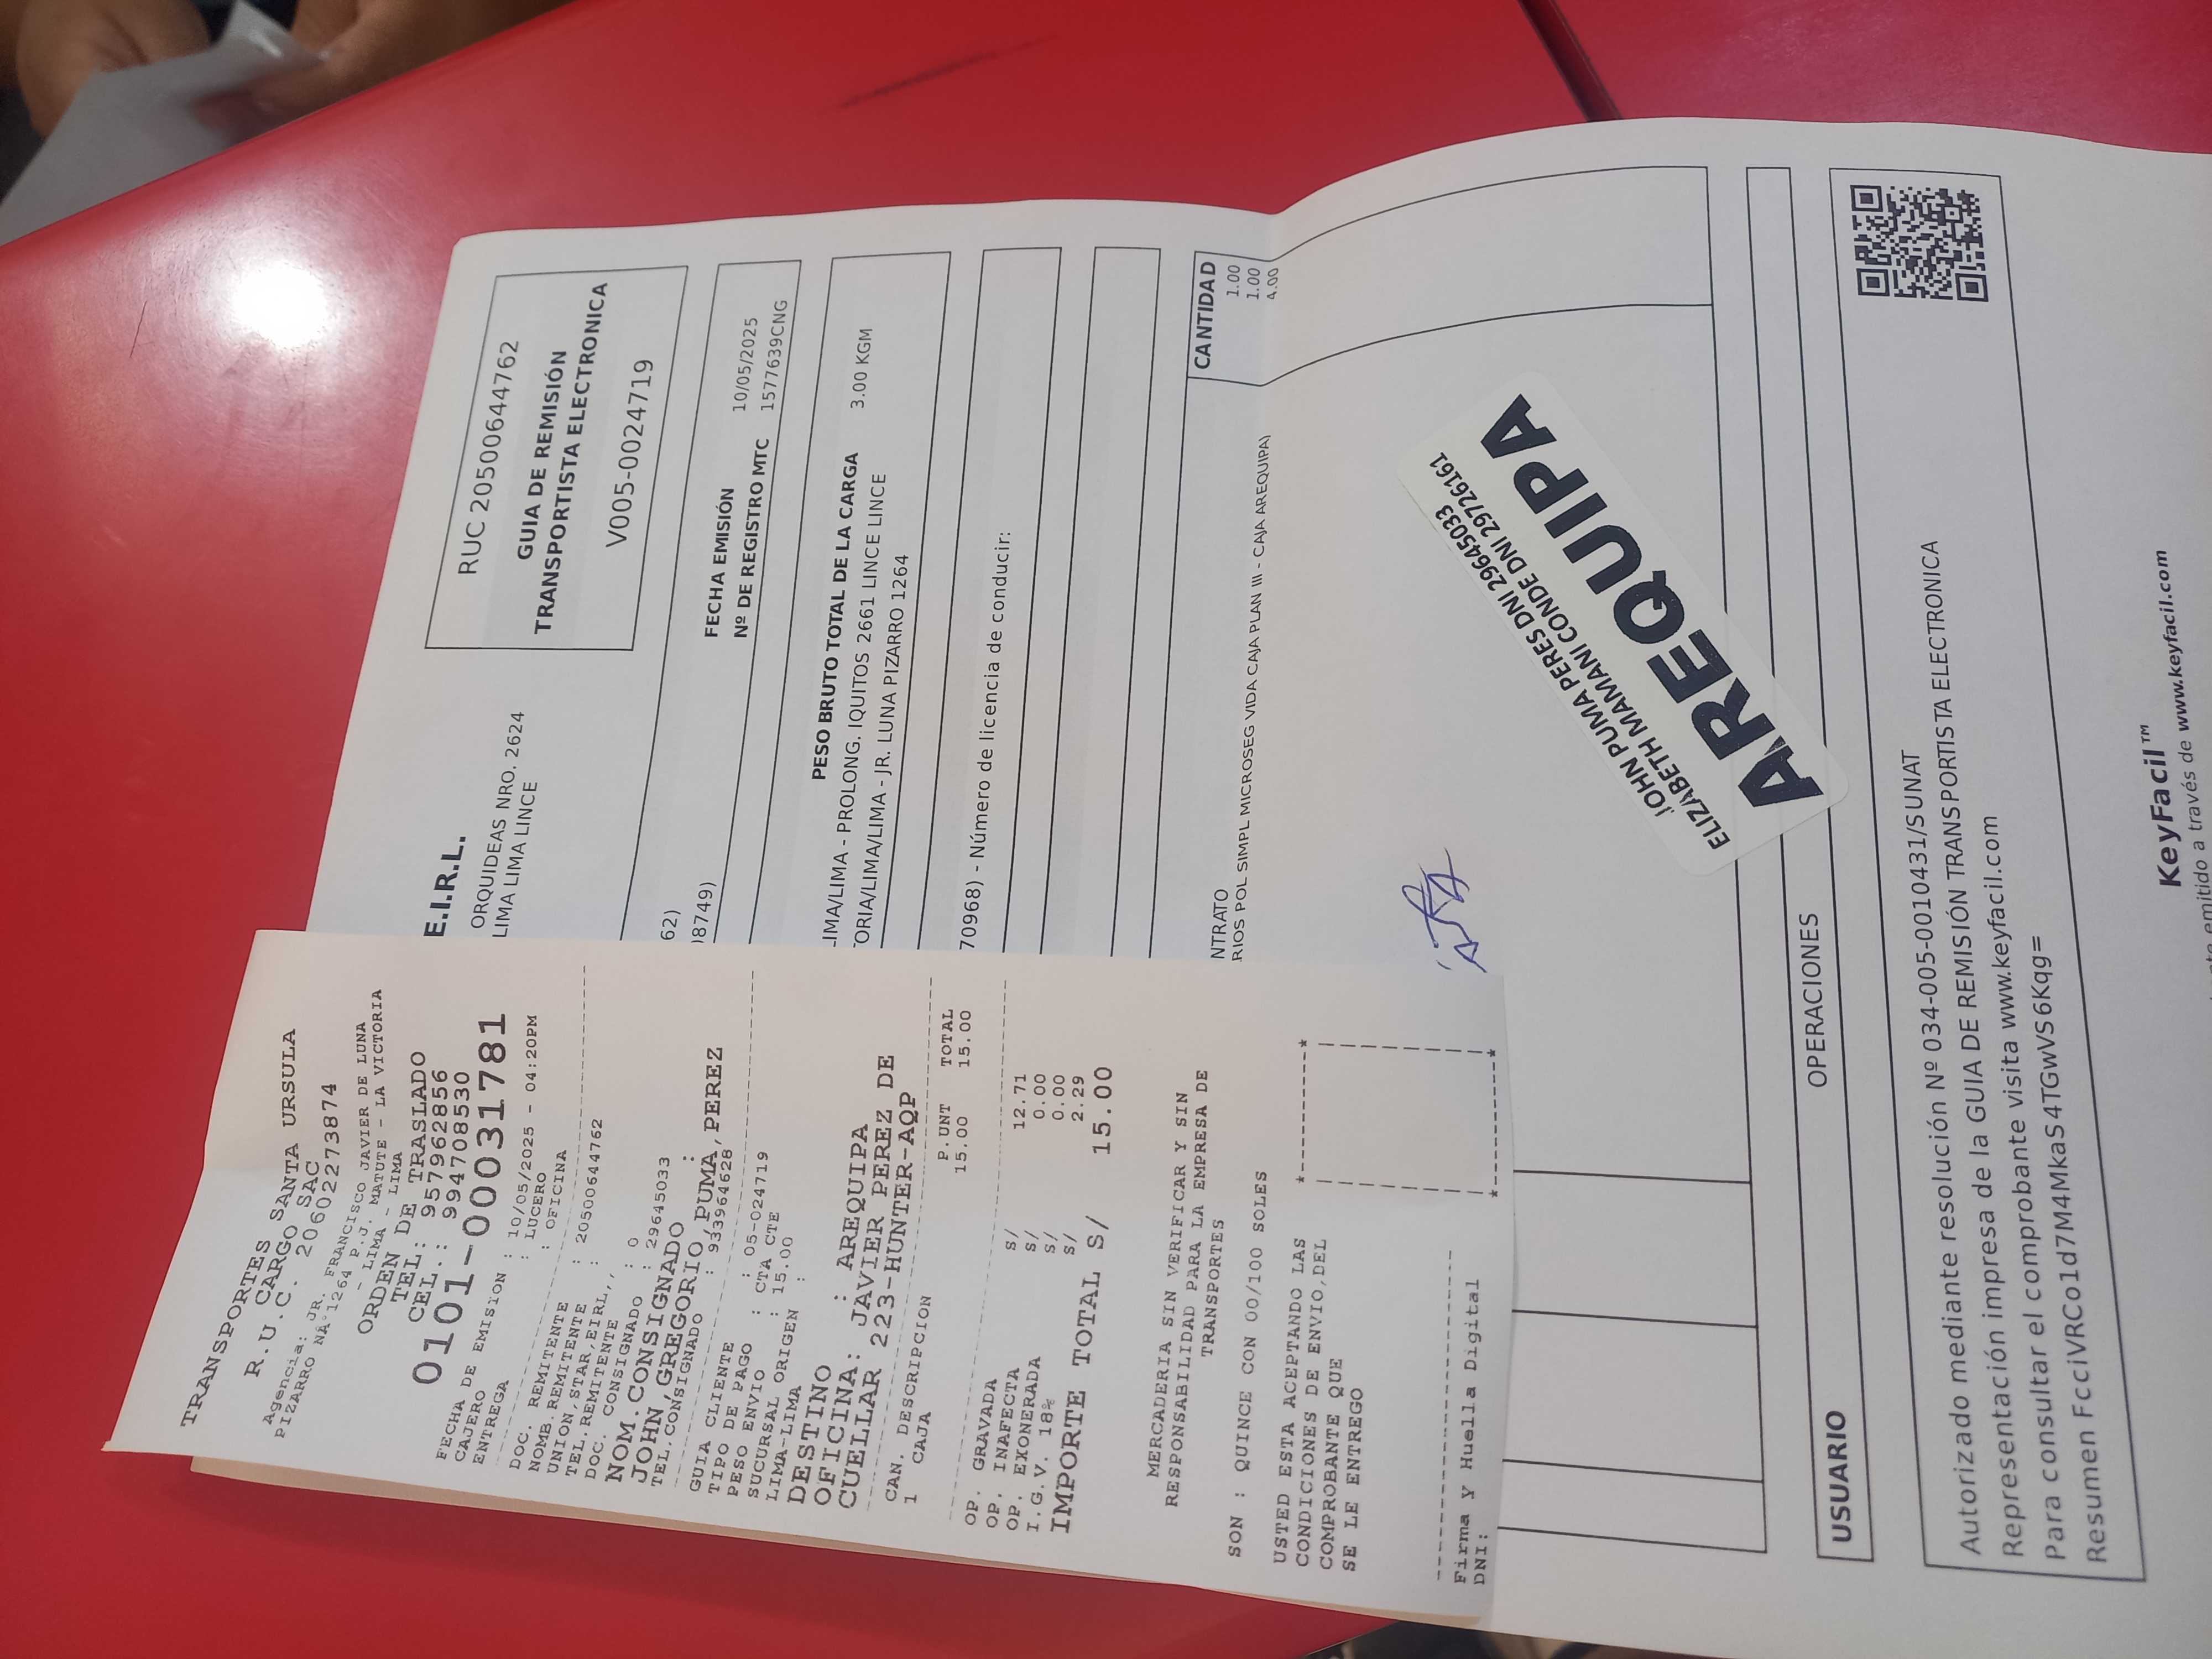 TRANSPORTES SANTA URSULA
CARGO SAC
R.U.C. 20602273874
Agencia: JR. FRANCISCO JAVIER DE LUNA
PIZARRO NA°1264 P.J. MATUTE - LA VICTORIA
- LIMA - LIMA
ORDEN DE TRASLADO
TEL: 957962856
CEL.: 994708530
0101-00031781
FECHA DE EMISION : 10/05/2025 - 04:20PM
CAJERO : LUCERO
ENTREGA : OFICINA
DOC. REMITENTE : 20500644762
NOMB.REMITENTE :
UNION,STAR,EIRL,,
TEL.REMITENTE : 0
DOC. CONSIGNADO : 29645033
NOM.CONSIGNADO :
JOHN,GREGORIO,PUMA,PEREZ
TEL.CONSIGNADO : 933964628
GUIA CLIENTE : 05-024719
TIPO DE PAGO : CTA CTE
PESO ENVIO : 15.00
SUCURSAL ORIGEN :
LIMA-LIMA
DESTINO : AREQUIPA
OFICINA: JAVIER PEREZ DE
CUELLAR 223-HUNTER-AQP
CAN. DESCRIPCION P.UNT TOTAL
1 CAJA 15.00 15.00
OP. GRAVADA S/ 12.71
OP. INAFECTA S/ 0.00
OP. EXONERADA S/ 0.00
I.G.V. 18% S/ 2.29
IMPORTE TOTAL S/ 15.00
MERCADERIA SIN VERIFICAR Y SIN
RESPONSABILIDAD PARA LA EMPRESA DE
TRANSPORTES
SON : QUINCE CON 00/100 SOLES
USTED ESTA ACEPTANDO LAS
CONDICIONES DE ENVIO,DEL
COMPROBANTE QUE
SE LE ENTREGO
Firma y Huella Digital
DNI:
E.I.R.L.
ORQUIDEAS NRO. 2624
LIMA LIMA LINCE
RUC 20500644762
GUIA DE REMISIÓN
TRANSPORTISTA ELECTRONICA
V005-0024719
62)
08749)
FECHA EMISIÓN 10/05/2025
Nº DE REGISTRO MTC 1577639CNG
PESO BRUTO TOTAL DE LA CARGA 3.00 KGM
LIMA/LIMA - PROLONG. IQUITOS 2661 LINCE LINCE
TORIA/LIMA/LIMA - JR. LUNA PIZARRO 1264
70968) - Número de licencia de conducir:
CANTIDAD
NTRATO 1.00
RIOS POL SIMPL MICROSEG VIDA CAJA PLAN III - CAJA AREQUIPA) 1.00
4.00
JOHN PUMA PERES DNI 29645033
ELIZABETH MAMANI CONDE DNI 29726161
AREQUIPA
USUARIO OPERACIONES
Autorizado mediante resolución Nº 034-005-0010431/SUNAT
Representación impresa de la GUIA DE REMISIÓN TRANSPORTISTA ELECTRONICA
Para consultar el comprobante visita www.keyfacil.com
Resumen FcciVRCo1d7M4MkaS4TGwVS6Kqg=
KeyFacil™
emitido a través de www.keyfacil.com